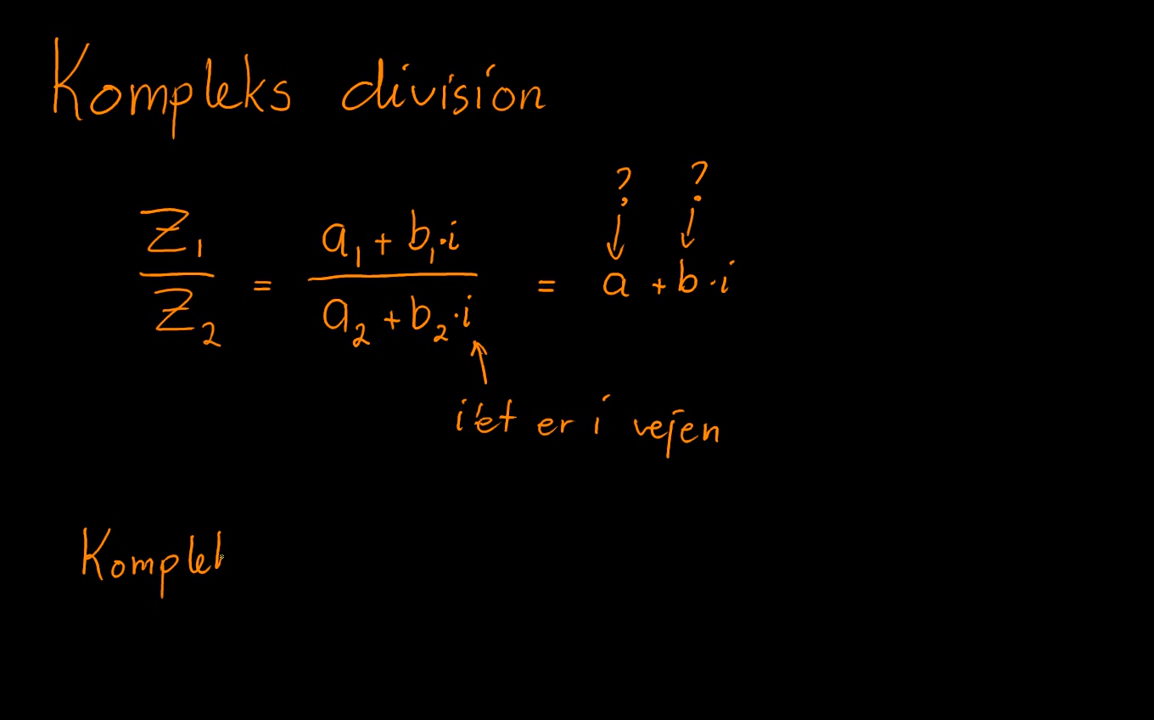 Kompleks division
? ?
Z₁ / Z₂ = (a₁ + b₁·i) / (a₂ + b₂·i) = a + b·i
i'et er i vejen
Komplek